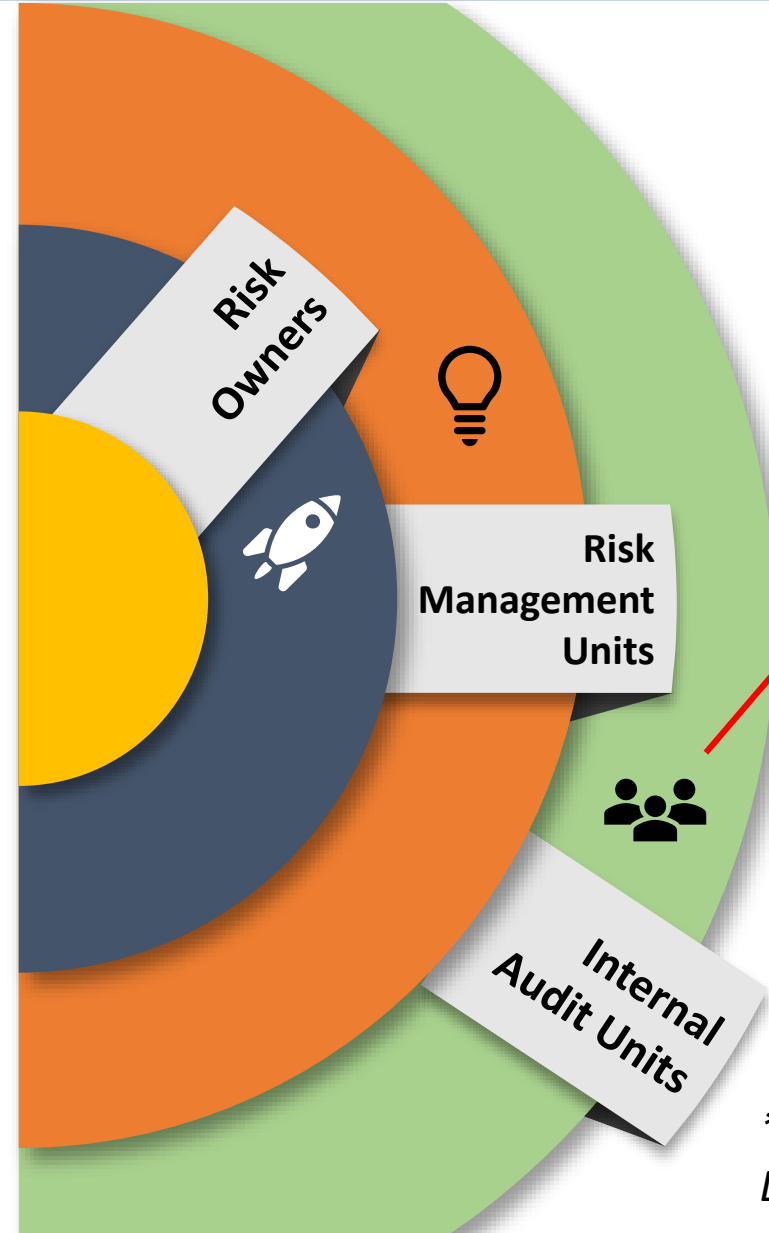 Risk
Owners
Risk
Management
Units
Internal
Audit Units